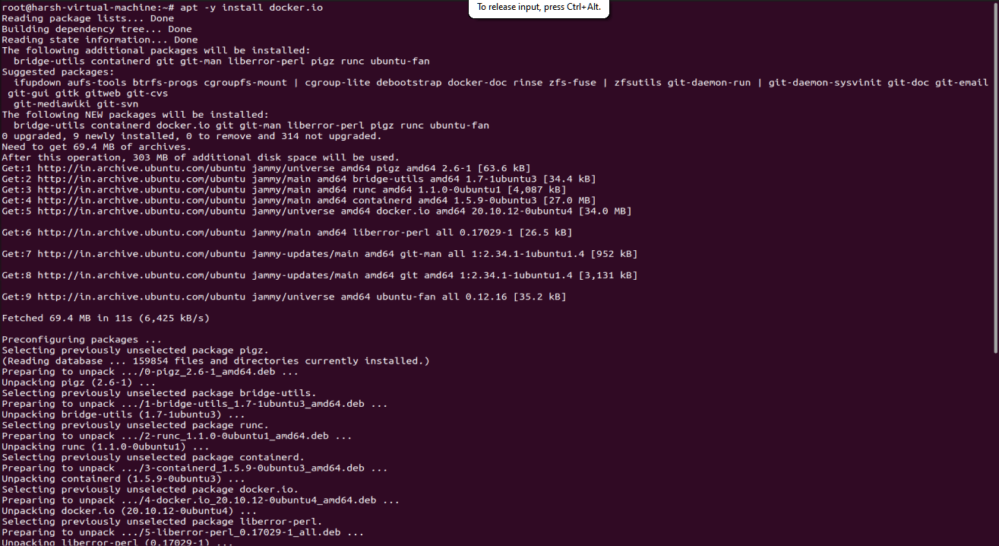 root@harsh-virtual-machine:~# apt -y install docker.io
To release input, press Ctrl+Alt.
Reading package lists... Done
Building dependency tree... Done
Reading state information... Done
The following additional packages will be installed:
  bridge-utils containerd git git-man liberror-perl pigz runc ubuntu-fan
Suggested packages:
  ifupdown aufs-tools btrfs-progs cgroupfs-mount | cgroup-lite debootstrap docker-doc rinse zfs-fuse | zfsutils git-daemon-run | git-daemon-sysvinit git-doc git-email
 git-gui gitk gitweb git-cvs
  git-mediawiki git-svn
The following NEW packages will be installed:
  bridge-utils containerd docker.io git git-man liberror-perl pigz runc ubuntu-fan
0 upgraded, 9 newly installed, 0 to remove and 314 not upgraded.
Need to get 69.4 MB of archives.
After this operation, 303 MB of additional disk space will be used.
Get:1 http://in.archive.ubuntu.com/ubuntu jammy/universe amd64 pigz amd64 2.6-1 [63.6 kB]
Get:2 http://in.archive.ubuntu.com/ubuntu jammy/main amd64 bridge-utils amd64 1.7-1ubuntu3 [34.4 kB]
Get:3 http://in.archive.ubuntu.com/ubuntu jammy/main amd64 runc amd64 1.1.0-0ubuntu1 [4,087 kB]
Get:4 http://in.archive.ubuntu.com/ubuntu jammy/main amd64 containerd amd64 1.5.9-0ubuntu3 [27.0 MB]
Get:5 http://in.archive.ubuntu.com/ubuntu jammy/universe amd64 docker.io amd64 20.10.12-0ubuntu4 [34.0 MB]
Get:6 http://in.archive.ubuntu.com/ubuntu jammy/main amd64 liberror-perl all 0.17029-1 [26.5 kB]
Get:7 http://in.archive.ubuntu.com/ubuntu jammy-updates/main amd64 git-man all 1:2.34.1-1ubuntu1.4 [952 kB]
Get:8 http://in.archive.ubuntu.com/ubuntu jammy-updates/main amd64 git amd64 1:2.34.1-1ubuntu1.4 [3,131 kB]
Get:9 http://in.archive.ubuntu.com/ubuntu jammy/universe amd64 ubuntu-fan all 0.12.16 [35.2 kB]
Fetched 69.4 MB in 11s (6,425 kB/s)
Preconfiguring packages ...
Selecting previously unselected package pigz.
(Reading database ... 159854 files and directories currently installed.)
Preparing to unpack .../0-pigz_2.6-1_amd64.deb ...
Unpacking pigz (2.6-1) ...
Selecting previously unselected package bridge-utils.
Preparing to unpack .../1-bridge-utils_1.7-1ubuntu3_amd64.deb ...
Unpacking bridge-utils (1.7-1ubuntu3) ...
Selecting previously unselected package runc.
Preparing to unpack .../2-runc_1.1.0-0ubuntu1_amd64.deb ...
Unpacking runc (1.1.0-0ubuntu1) ...
Selecting previously unselected package containerd.
Preparing to unpack .../3-containerd_1.5.9-0ubuntu3_amd64.deb ...
Unpacking containerd (1.5.9-0ubuntu3) ...
Selecting previously unselected package docker.io.
Preparing to unpack .../4-docker.io_20.10.12-0ubuntu4_amd64.deb ...
Unpacking docker.io (20.10.12-0ubuntu4) ...
Selecting previously unselected package liberror-perl.
Preparing to unpack .../5-liberror-perl_0.17029-1_all.deb ...
Unpacking liberror-perl (0.17029-1) ...